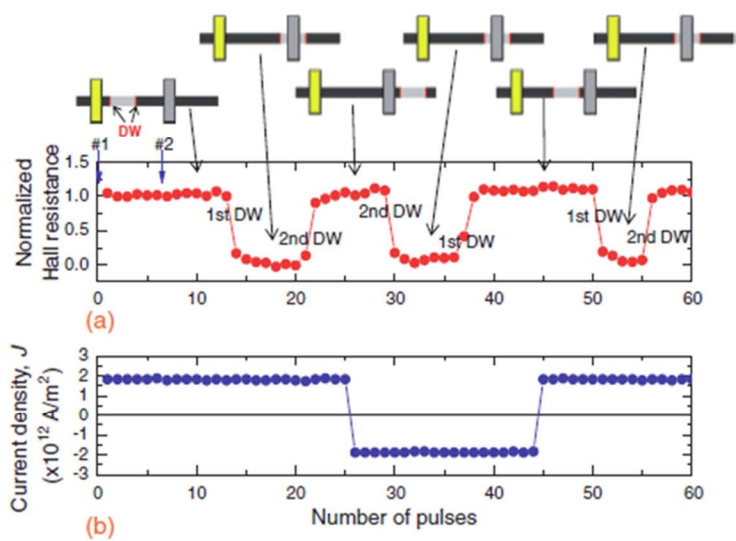 DW
#1
#2
1.5
1.0
0.5
0.0
Normalized
Hall resistance
1st DW
2nd DW
2nd DW
1st DW
1st DW
2nd DW
0
10
20
30
40
50
60
(a)
3
2
1
0
-1
-2
-3
Current density, J
(x10¹² A/m²)
0
10
20
30
40
50
60
Number of pulses
(b)